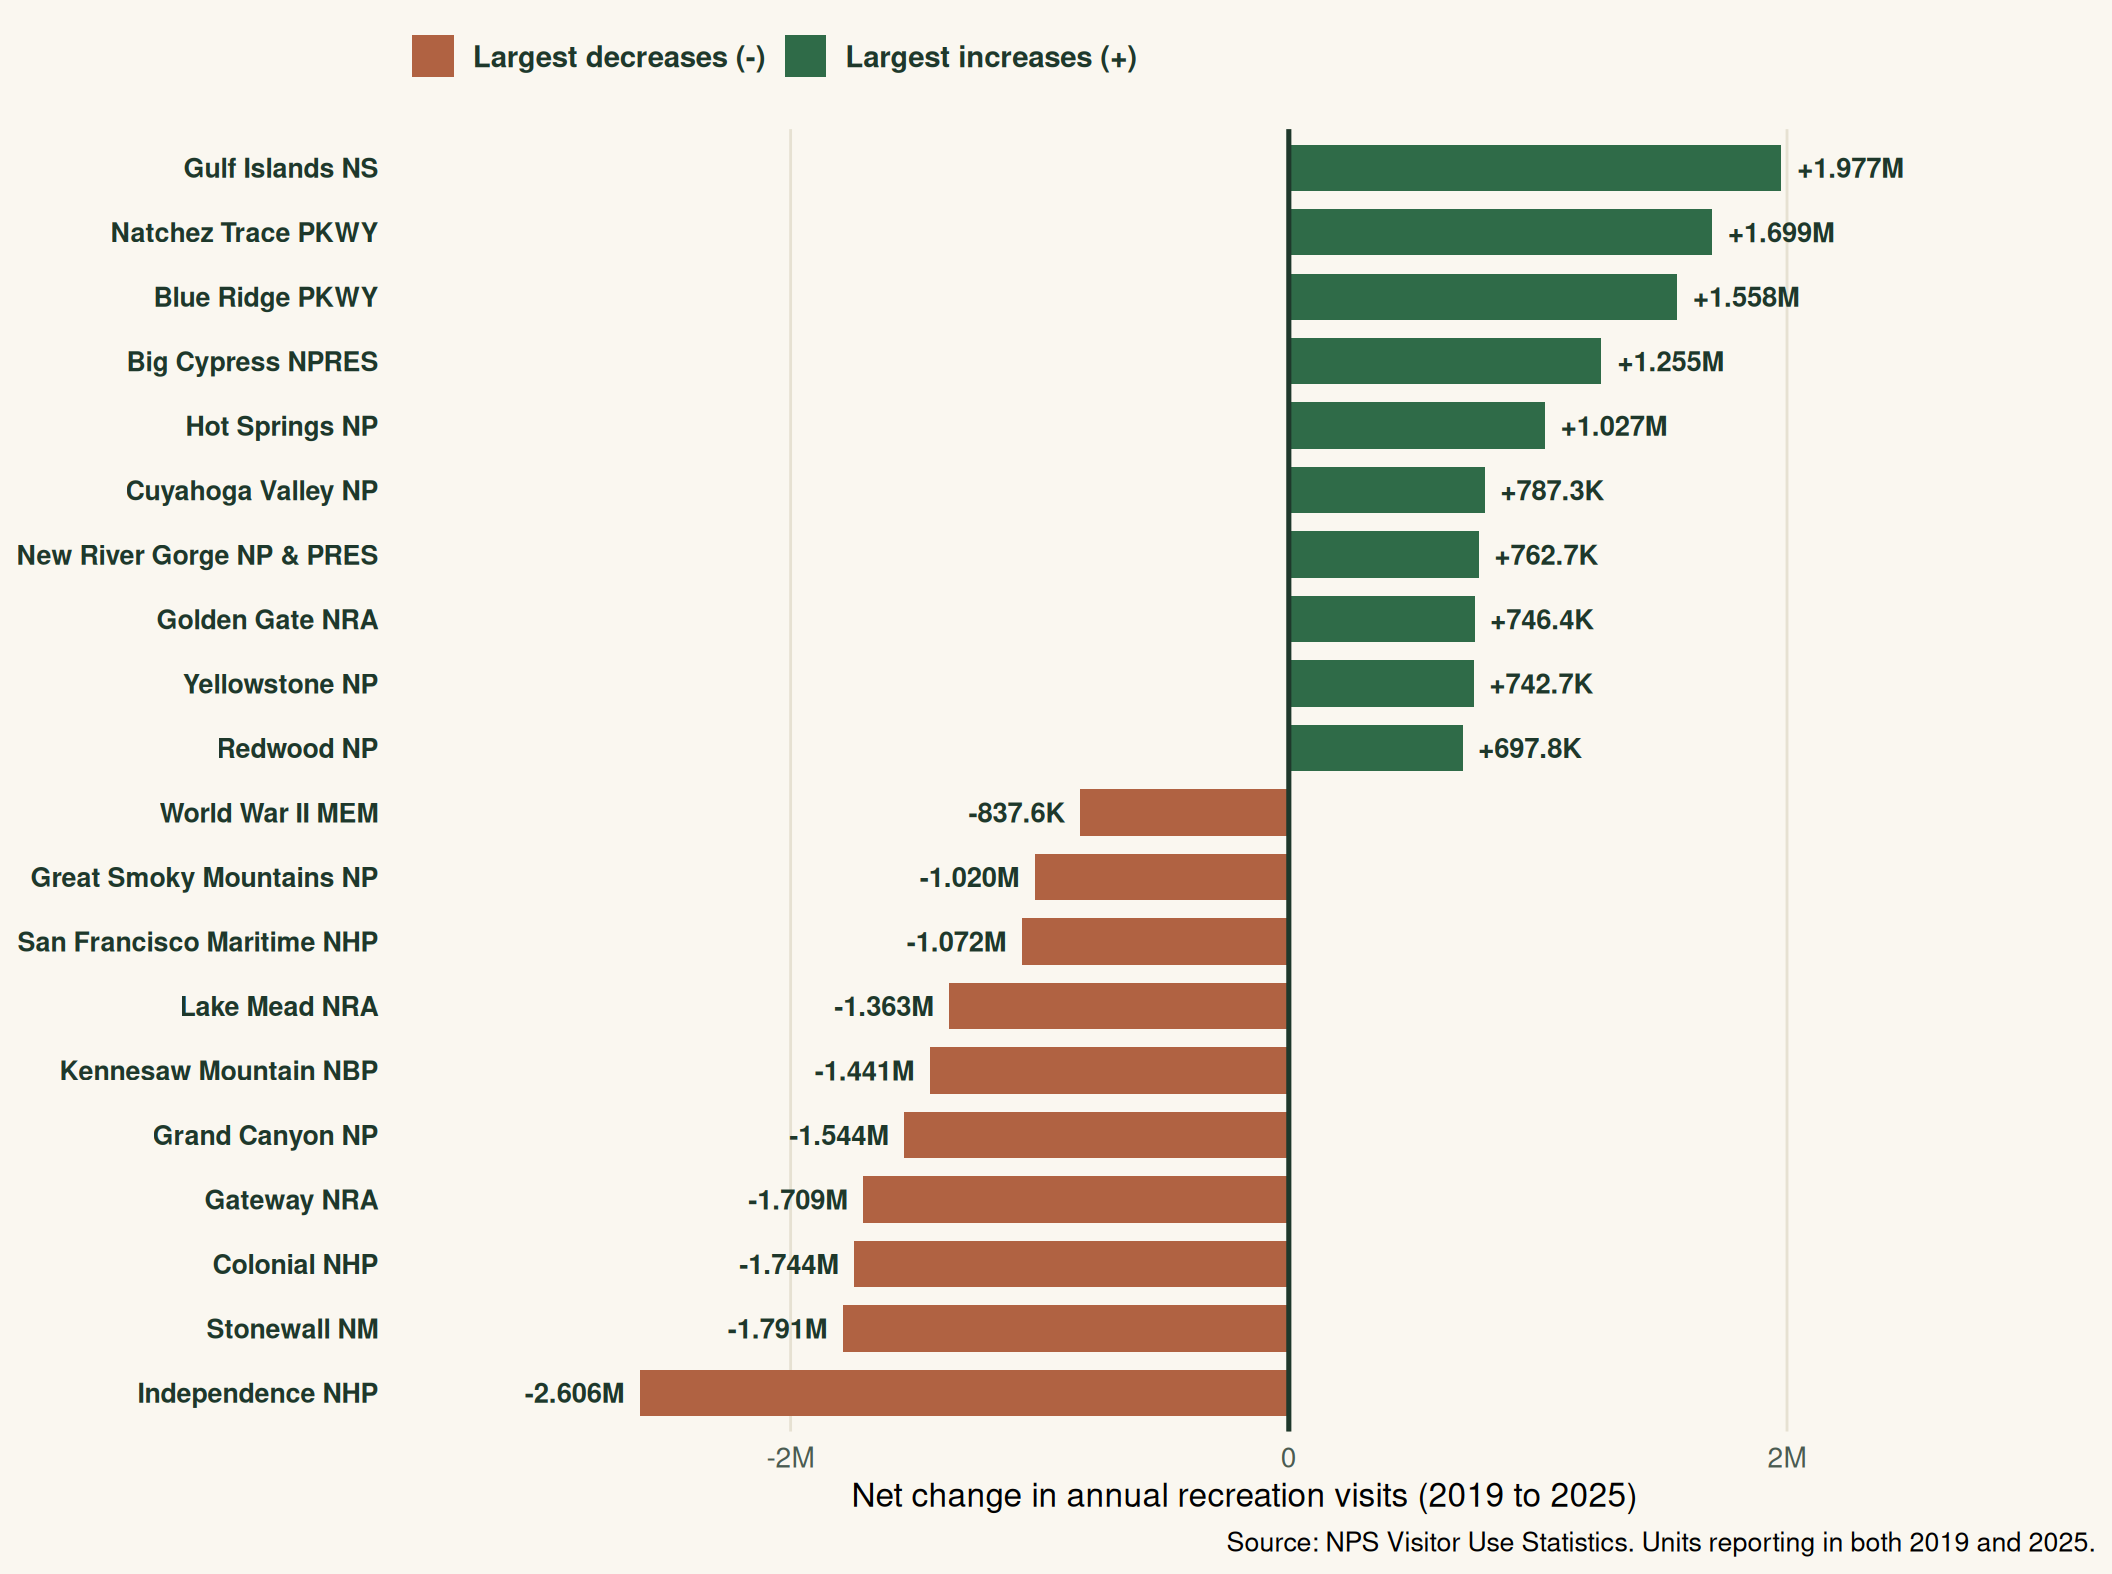 Largest decreases (-) Largest increases (+)
Gulf Islands NS +1.977M
Natchez Trace PKWY +1.699M
Blue Ridge PKWY +1.558M
Big Cypress NPRES +1.255M
Hot Springs NP +1.027M
Cuyahoga Valley NP +787.3K
New River Gorge NP & PRES +762.7K
Golden Gate NRA +746.4K
Yellowstone NP +742.7K
Redwood NP +697.8K
World War II MEM -837.6K
Great Smoky Mountains NP -1.020M
San Francisco Maritime NHP -1.072M
Lake Mead NRA -1.363M
Kennesaw Mountain NBP -1.441M
Grand Canyon NP -1.544M
Gateway NRA -1.709M
Colonial NHP -1.744M
Stonewall NM -1.791M
Independence NHP -2.606M
-2M 0 2M
Net change in annual recreation visits (2019 to 2025)
Source: NPS Visitor Use Statistics. Units reporting in both 2019 and 2025.